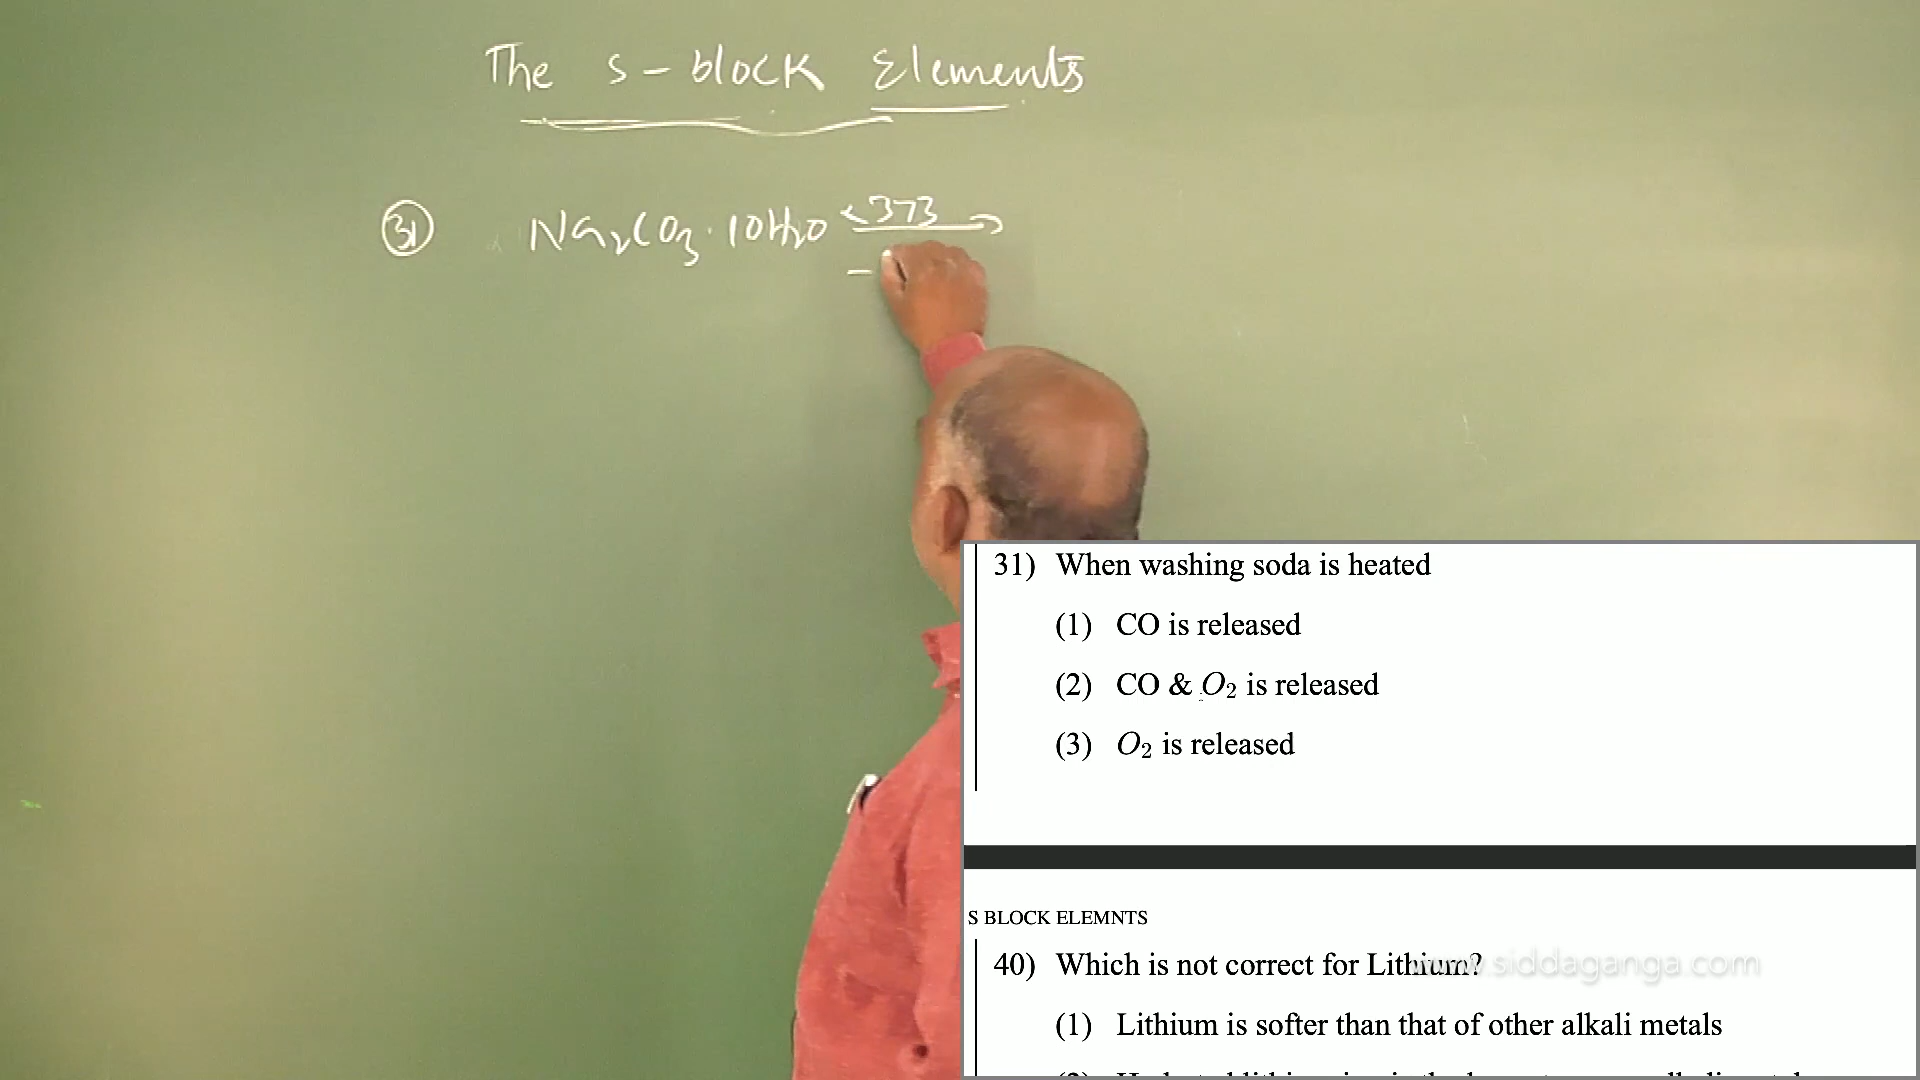 The s-block Elements
31 Na2CO3·10H2O <373
-
31) When washing soda is heated
(1) CO is released
(2) CO & O2 is released
(3) O2 is released
S BLOCK ELEMNTS
40) Which is not correct for Lithium?
www.siddaganga.com
(1) Lithium is softer than that of other alkali metals